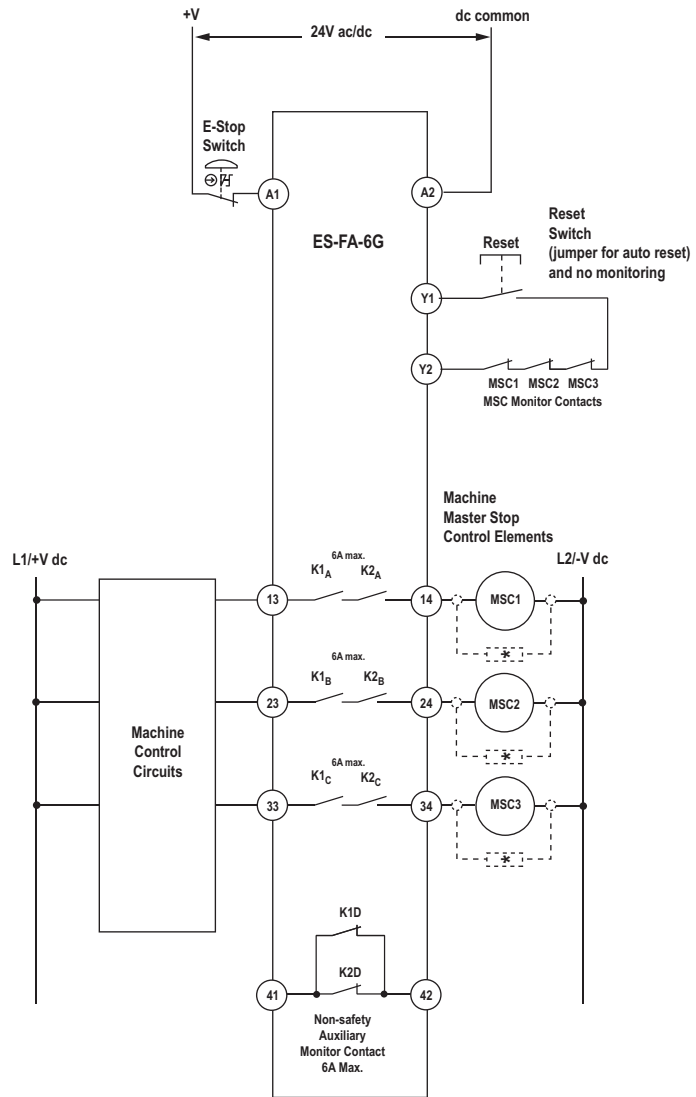 +V
dc common
24V ac/dc
E-Stop
Switch
A1
A2
ES-FA-6G
Reset
Reset
Switch
(jumper for auto reset)
and no monitoring
Y1
Y2
MSC1 MSC2 MSC3
MSC Monitor Contacts
Machine
Master Stop
Control Elements
L1/+V dc
L2/-V dc
6A max.
K1A K2A
13
14
MSC1
*
6A max.
K1B K2B
23
24
MSC2
*
Machine
Control
Circuits
6A max.
K1C K2C
33
34
MSC3
*
K1D
K2D
41
42
Non-safety
Auxiliary
Monitor Contact
6A Max.